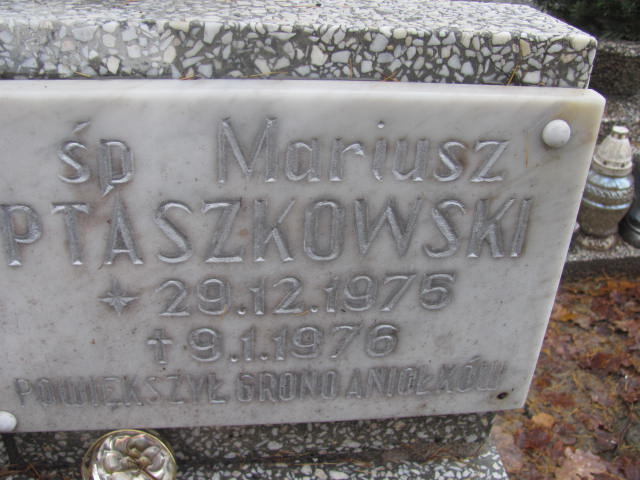 śp Mariusz
PTASZKOWSKI
29.12.1975
9.1.1976
POWIĘKSZYŁ GRONO ANIOŁKÓW